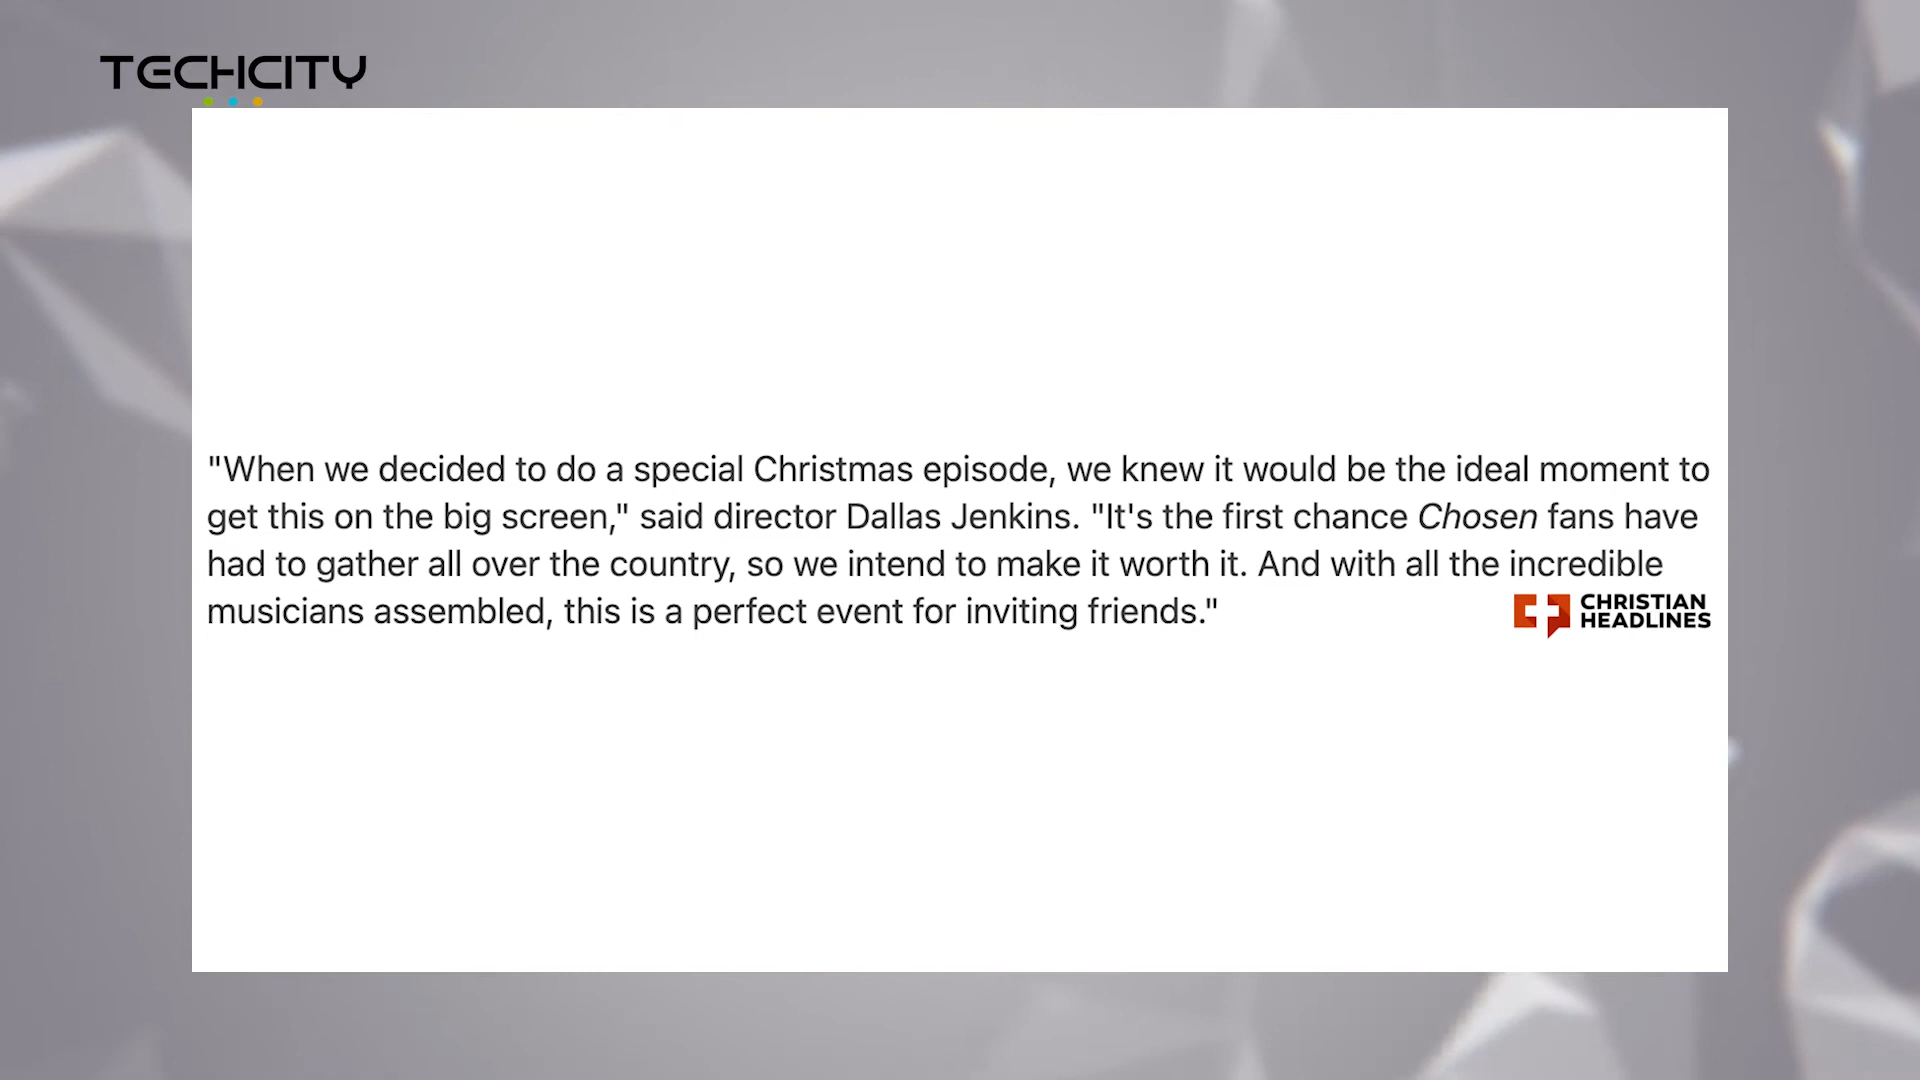 TECHCITY
"When we decided to do a special Christmas episode, we knew it would be the ideal moment to
get this on the big screen," said director Dallas Jenkins. "It's the first chance Chosen fans have
had to gather all over the country, so we intend to make it worth it. And with all the incredible
musicians assembled, this is a perfect event for inviting friends."
CHRISTIAN
HEADLINES